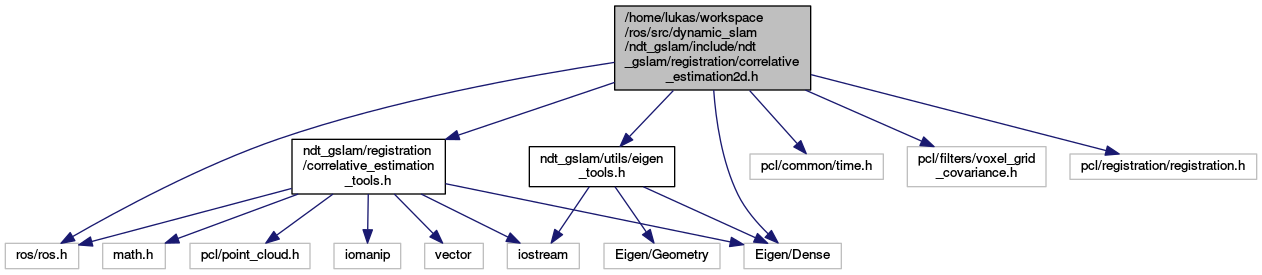 /home/lukas/workspace
/ros/src/dynamic_slam
/ndt_gslam/include/ndt
_gslam/registration/correlative
_estimation2d.h
ndt_gslam/registration
/correlative_estimation
_tools.h
ndt_gslam/utils/eigen
_tools.h
pcl/common/time.h
pcl/filters/voxel_grid
_covariance.h
pcl/registration/registration.h
ros/ros.h
math.h
pcl/point_cloud.h
iomanip
vector
iostream
Eigen/Geometry
Eigen/Dense